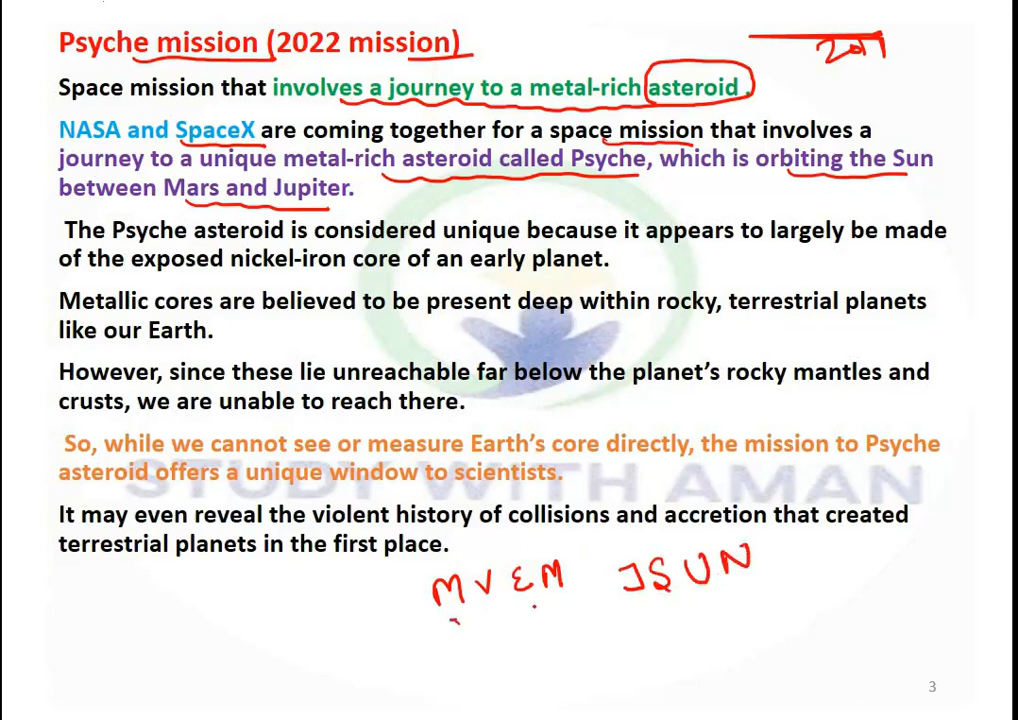 Psyche mission (2022 mission)
Space mission that involves a journey to a metal-rich asteroid .
NASA and SpaceX are coming together for a space mission that involves a
journey to a unique metal-rich asteroid called Psyche, which is orbiting the Sun
between Mars and Jupiter.
The Psyche asteroid is considered unique because it appears to largely be made
of the exposed nickel-iron core of an early planet.
Metallic cores are believed to be present deep within rocky, terrestrial planets
like our Earth.
However, since these lie unreachable far below the planet’s rocky mantles and
crusts, we are unable to reach there.
So, while we cannot see or measure Earth’s core directly, the mission to Psyche
asteroid offers a unique window to scientists.
STUDY WITH AMAN
It may even reveal the violent history of collisions and accretion that created
terrestrial planets in the first place.
M V E M J S U N
3